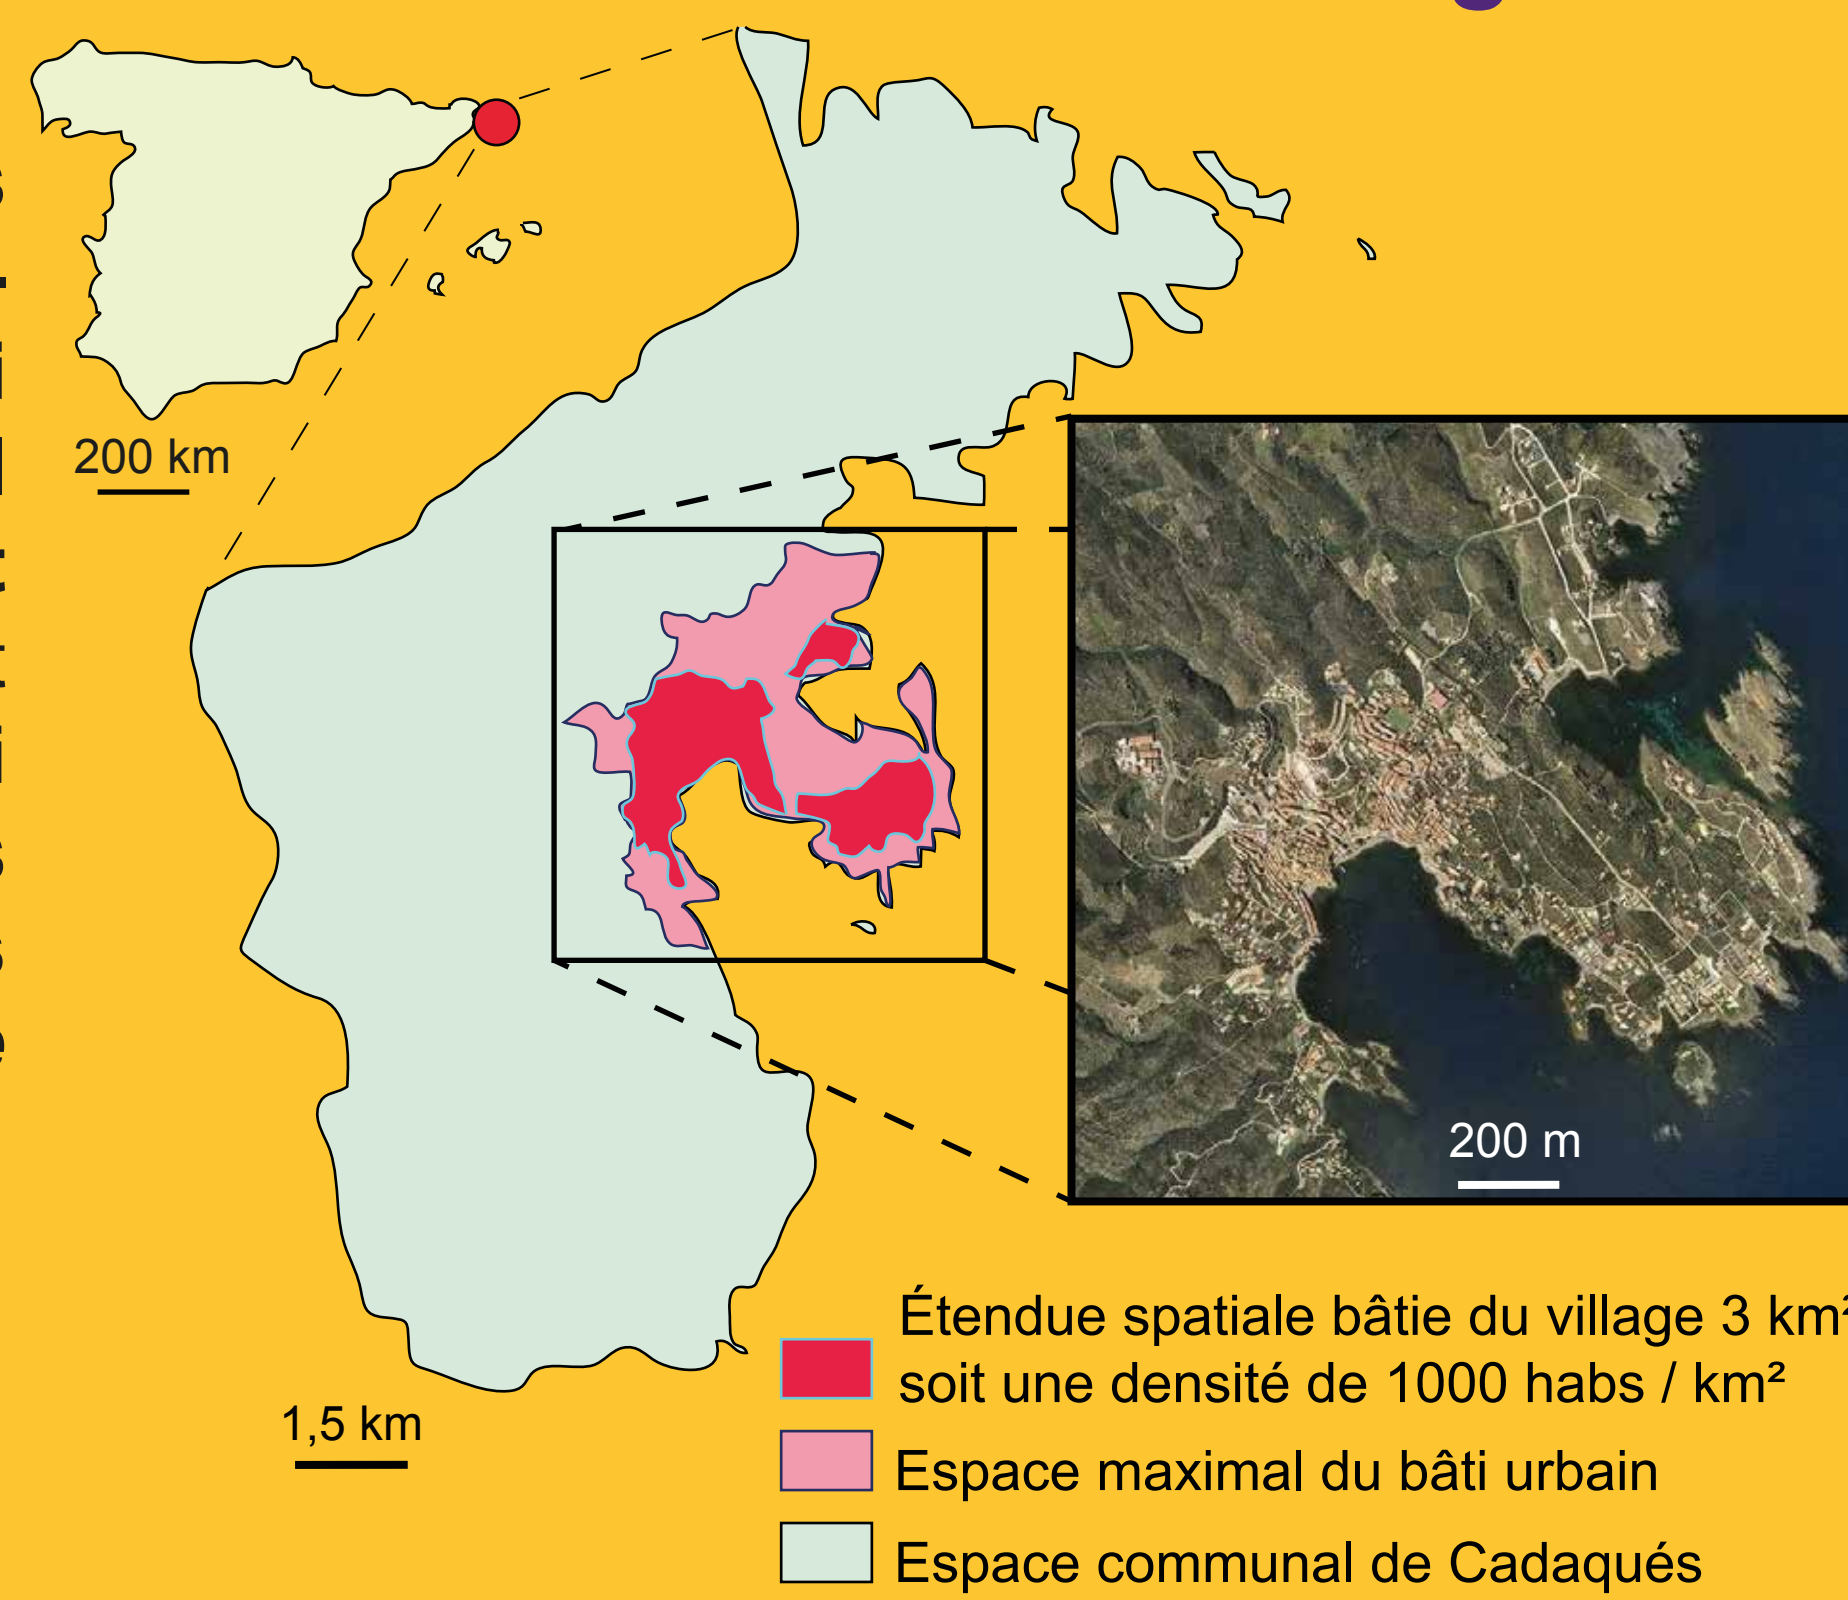 200 km
200 m
1,5 km
Étendue spatiale bâtie du village 3 km²
soit une densité de 1000 habs / km²
Espace maximal du bâti urbain
Espace communal de Cadaqués